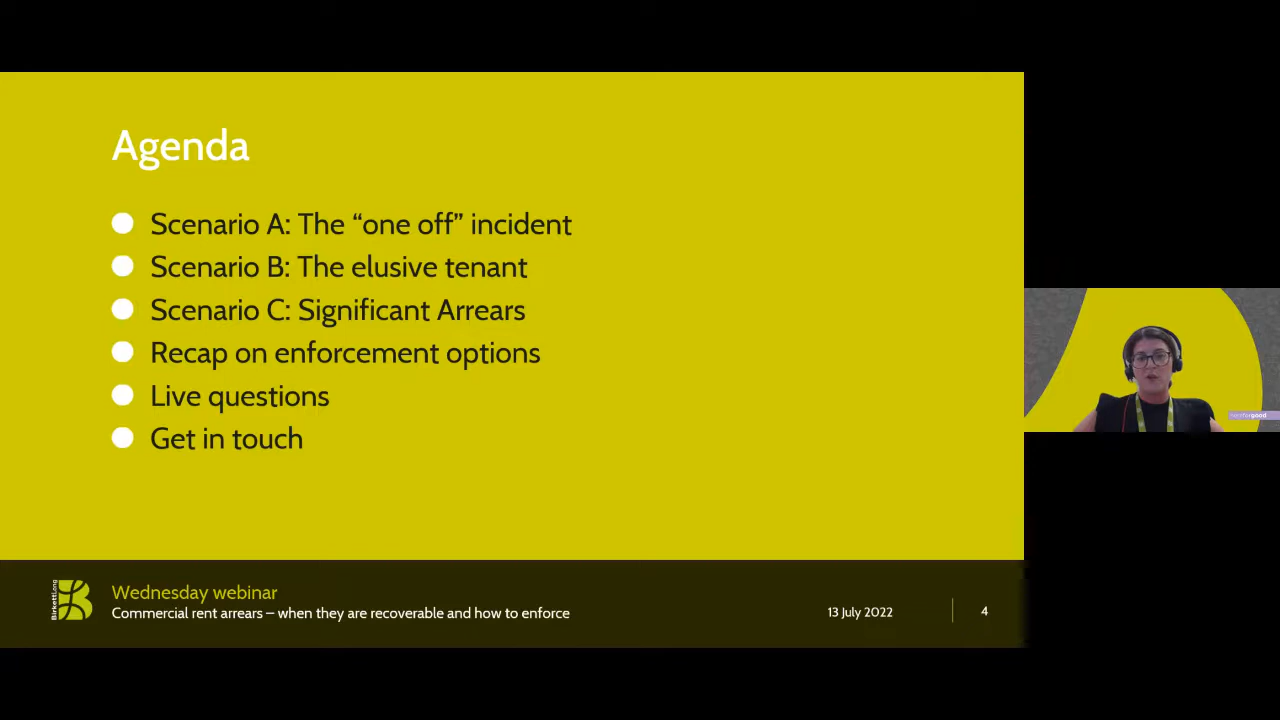 Agenda
Scenario A: The “one off” incident
Scenario B: The elusive tenant
Scenario C: Significant Arrears
Recap on enforcement options
Live questions
Get in touch
BirkettLong
Wednesday webinar
Commercial rent arrears – when they are recoverable and how to enforce
13 July 2022
4